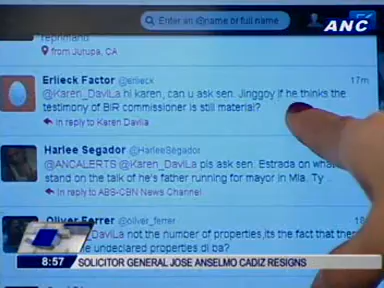 Enter an @name or full name
ANC
reprimand
from Jurupa, CA
Erlieck Factor @erlieck 17m
@Karen_DaviLa hi karen, can u ask sen. Jinggoy if he thinks the
testimony of BIR commissioner is still material?
In reply to Karen Davila
Harlee Segador @HarleeSegador
@ANCALERTS @Karen_DaviLa pls ask sen. Estrada on what
stand on the talk of he's father running for mayor in Mla. Ty
In reply to ABS-CBN News Channel
Oliver Ferrer @oliver_ferrer
DaviLa not the number of properties,its the fact that
undeclared properties di ba?
8:57 SOLICITOR GENERAL JOSE ANSELMO CADIZ RESIGNS